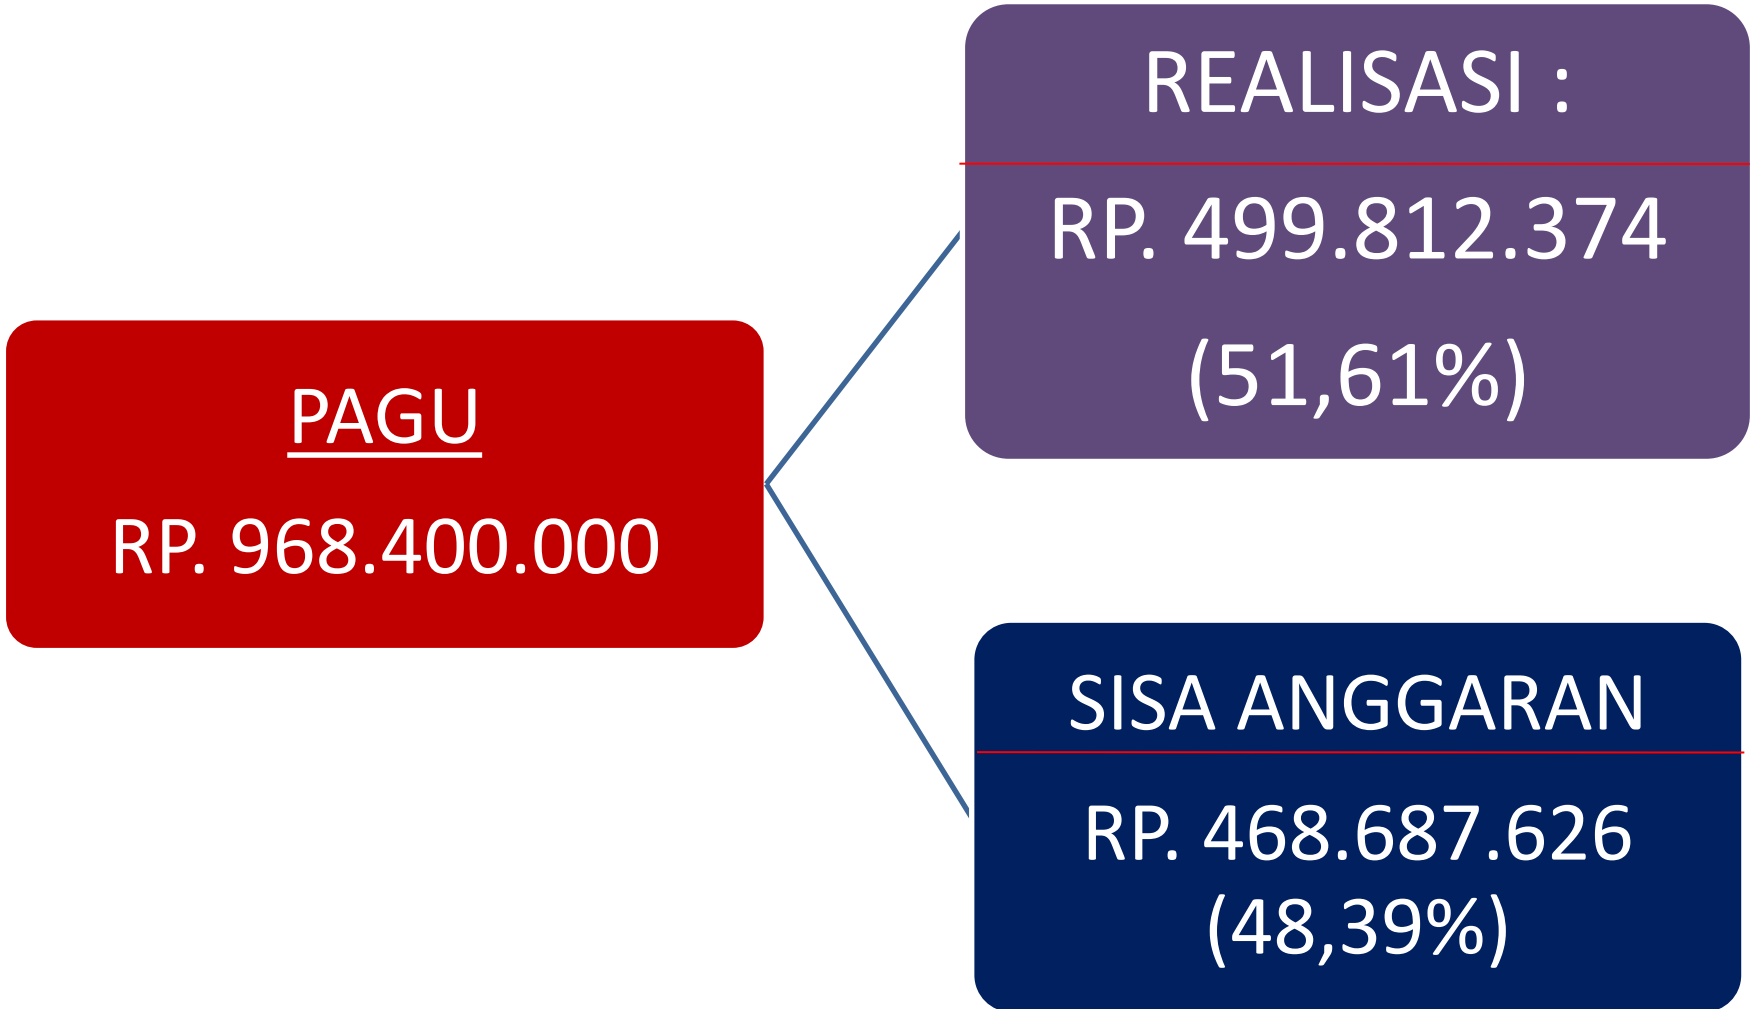 PAGU
RP. 968.400.000
REALISASI :
RP. 499.812.374
(51,61%)
SISA ANGGARAN
RP. 468.687.626
(48,39%)